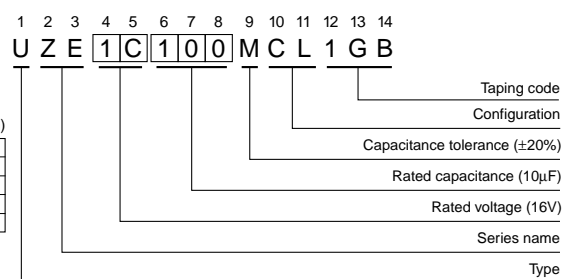 1 2 3 4 5 6 7 8 9 10 11 12 13 14
U Z E 1 C 1 0 0 M C L 1 G B
Taping code
Configuration
)
Capacitance tolerance (±20%)
Rated capacitance (10μF)
Rated voltage (16V)
Series name
Type